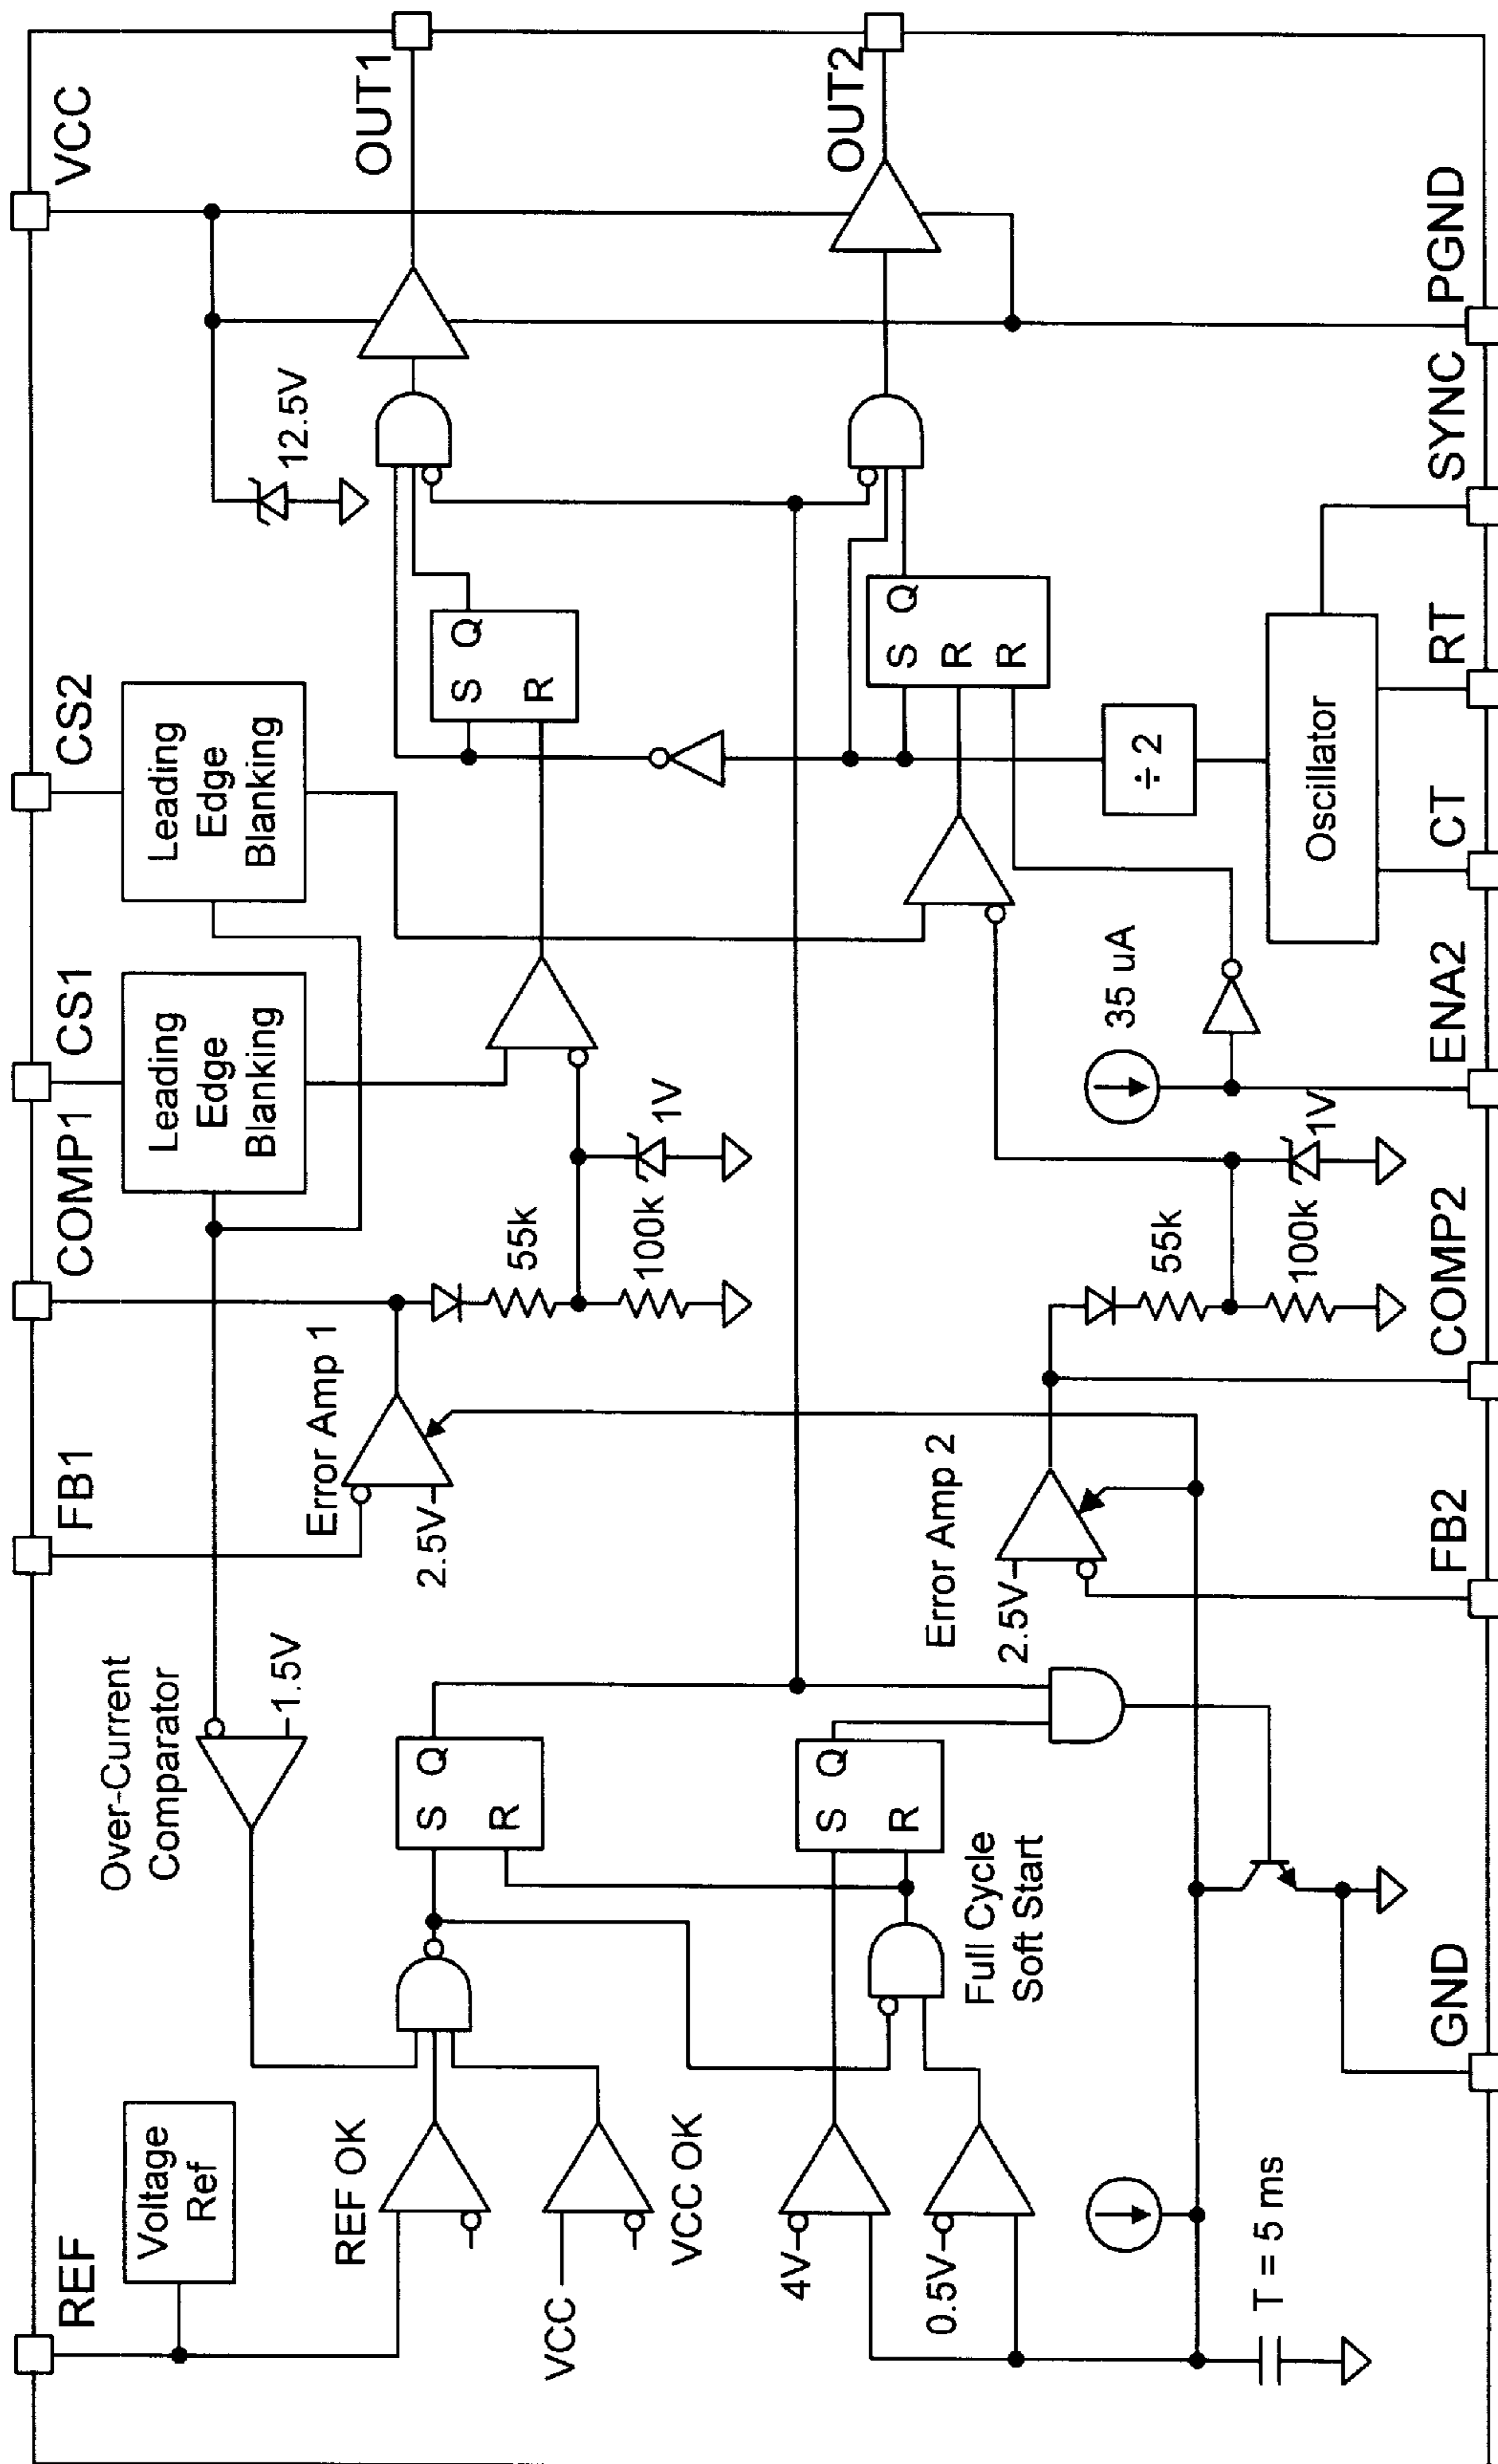 REF
FB1
COMP1
CS1
CS2
VCC
Voltage
Ref
Over-Current
Comparator
1.5V
Leading
Edge
Blanking
Leading
Edge
Blanking
12.5V
OUT1
REF OK
VCC
VCC OK
S Q
R
Error Amp 1
2.5V
55k
100k
1V
S Q
R
4V
0.5V
S Q
R
Full Cycle
Soft Start
S Q
R
R
OUT2
Error Amp 2
2.5V
55k
100k
1V
35 uA
÷ 2
Oscillator
T = 5 ms
GND
FB2
COMP2
ENA2
CT
RT
SYNC
PGND